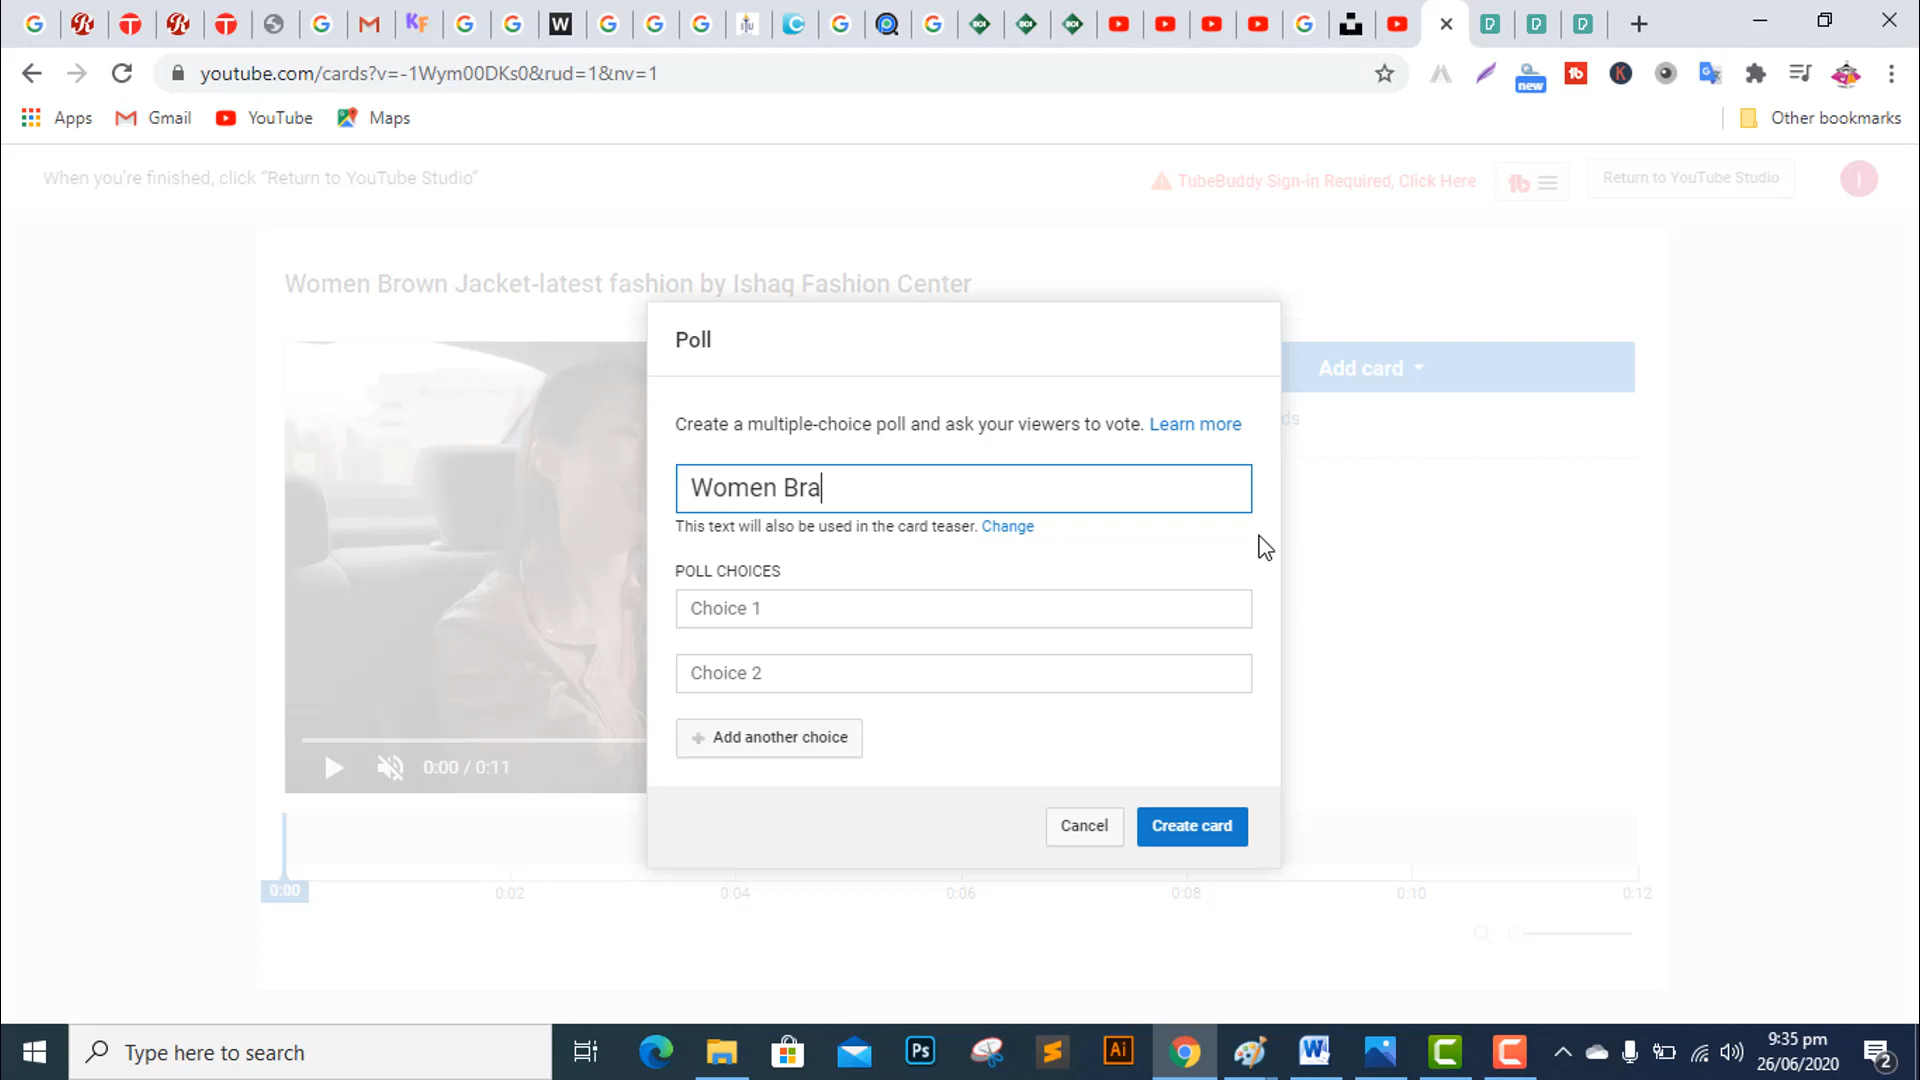 youtube.com/cards?v=-1Wym00DKs0&rud=1&nv=1
new
Apps
Gmail
YouTube
Maps
Other bookmarks
When you're finished, click “Return to YouTube Studio”
TubeBuddy Sign-in Required, Click Here
Return to YouTube Studio
I
Women Brown Jacket-latest fashion by Ishaq Fashion Center
Poll
Add card
Create a multiple-choice poll and ask your viewers to vote. Learn more
ds
Women Bra
This text will also be used in the card teaser. Change
POLL CHOICES
Choice 1
Choice 2
Add another choice
0:00 / 0:11
Cancel
Create card
0:00
0:02
0:04
0:06
0:08
0:10
0:12
Type here to search
Ps
Ai
9:35 pm
26/06/2020
2